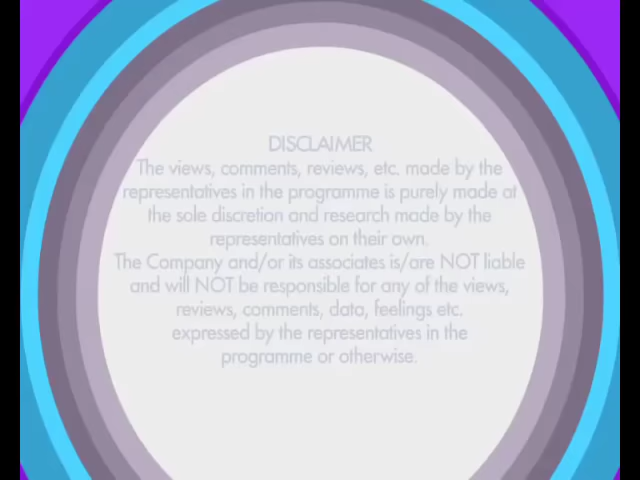 DISCLAIMER
The views, comments, reviews, etc. made by the
representatives in the programme is purely made at
the sole discretion and research made by the
representatives on their own.
The Company and/or its associates is/are NOT liable
and will NOT be responsible for any of the views,
reviews, comments, data, feelings etc.
expressed by the representatives in the
programme or otherwise.